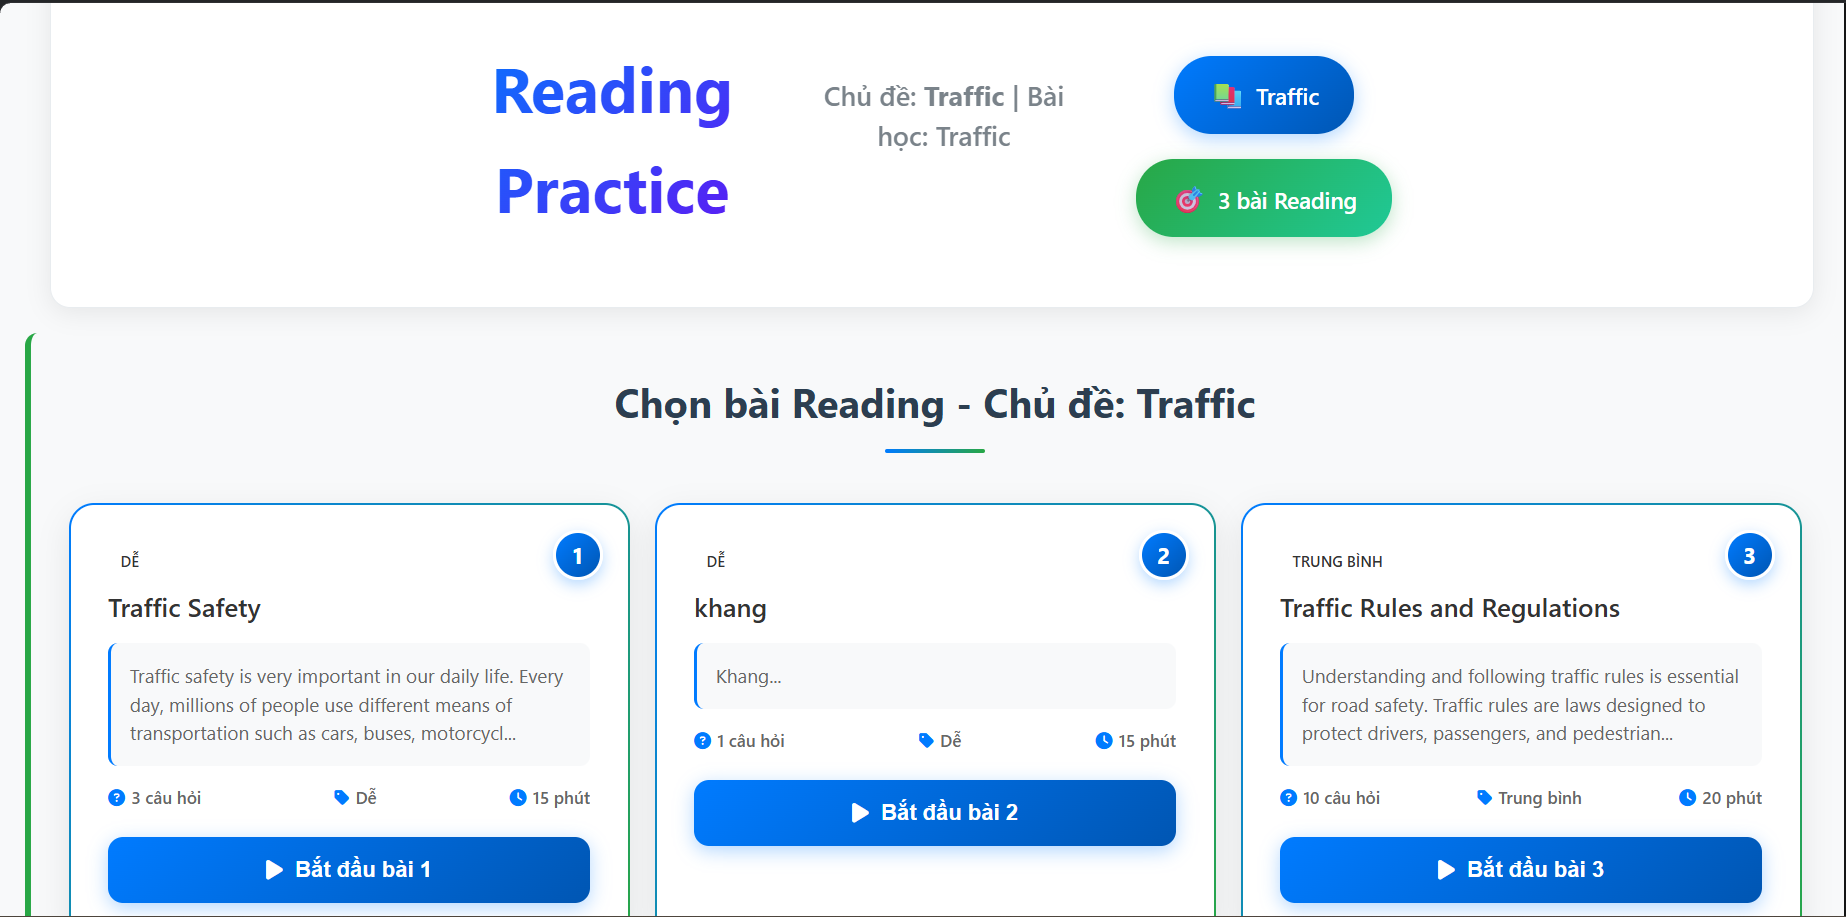 Reading
Practice
Chủ đề: Traffic | Bài
học: Traffic
Traffic
3 bài Reading
Chọn bài Reading - Chủ đề: Traffic
DỄ
1
Traffic Safety
Traffic safety is very important in our daily life. Every
day, millions of people use different means of
transportation such as cars, buses, motorcycl...
3 câu hỏi
Dễ
15 phút
Bắt đầu bài 1
DỄ
2
khang
Khang...
1 câu hỏi
Dễ
15 phút
Bắt đầu bài 2
TRUNG BÌNH
3
Traffic Rules and Regulations
Understanding and following traffic rules is essential
for road safety. Traffic rules are laws designed to
protect drivers, passengers, and pedestrian...
10 câu hỏi
Trung bình
20 phút
Bắt đầu bài 3